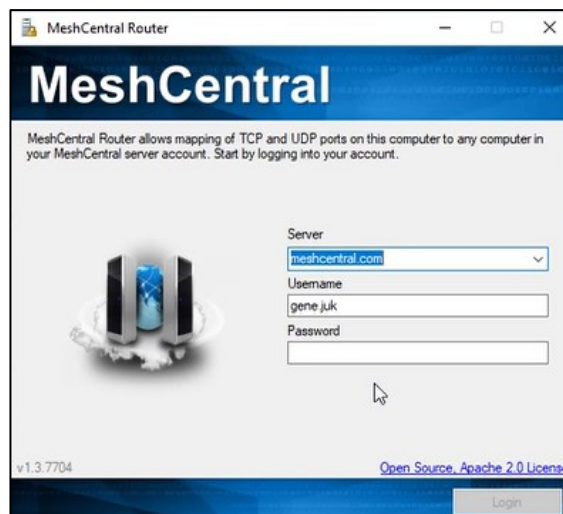 MeshCentral Router
MeshCentral
MeshCentral Router allows mapping of TCP and UDP ports on this computer to any computer in
your MeshCentral server account. Start by logging into your account.
Server
meshcentral.com
Username
gene.juk
Password
v1.3.7704
Open Source, Apache 2.0 License
Login